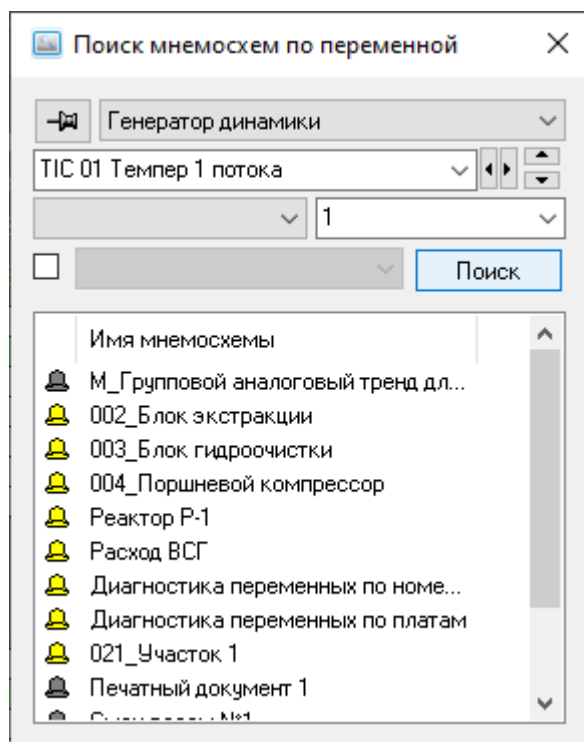 Поиск мнемосхем по переменной
Генератор динамики
TIC 01 Темпер 1 потока
1
Поиск
Имя мнемосхемы
М_Групповой аналоговый тренд дл...
002_Блок экстракции
003_Блок гидроочистки
004_Поршневой компрессор
Реактор Р-1
Расход ВСГ
Диагностика переменных по номе...
Диагностика переменных по платам
021_Участок 1
Печатный документ 1
№1